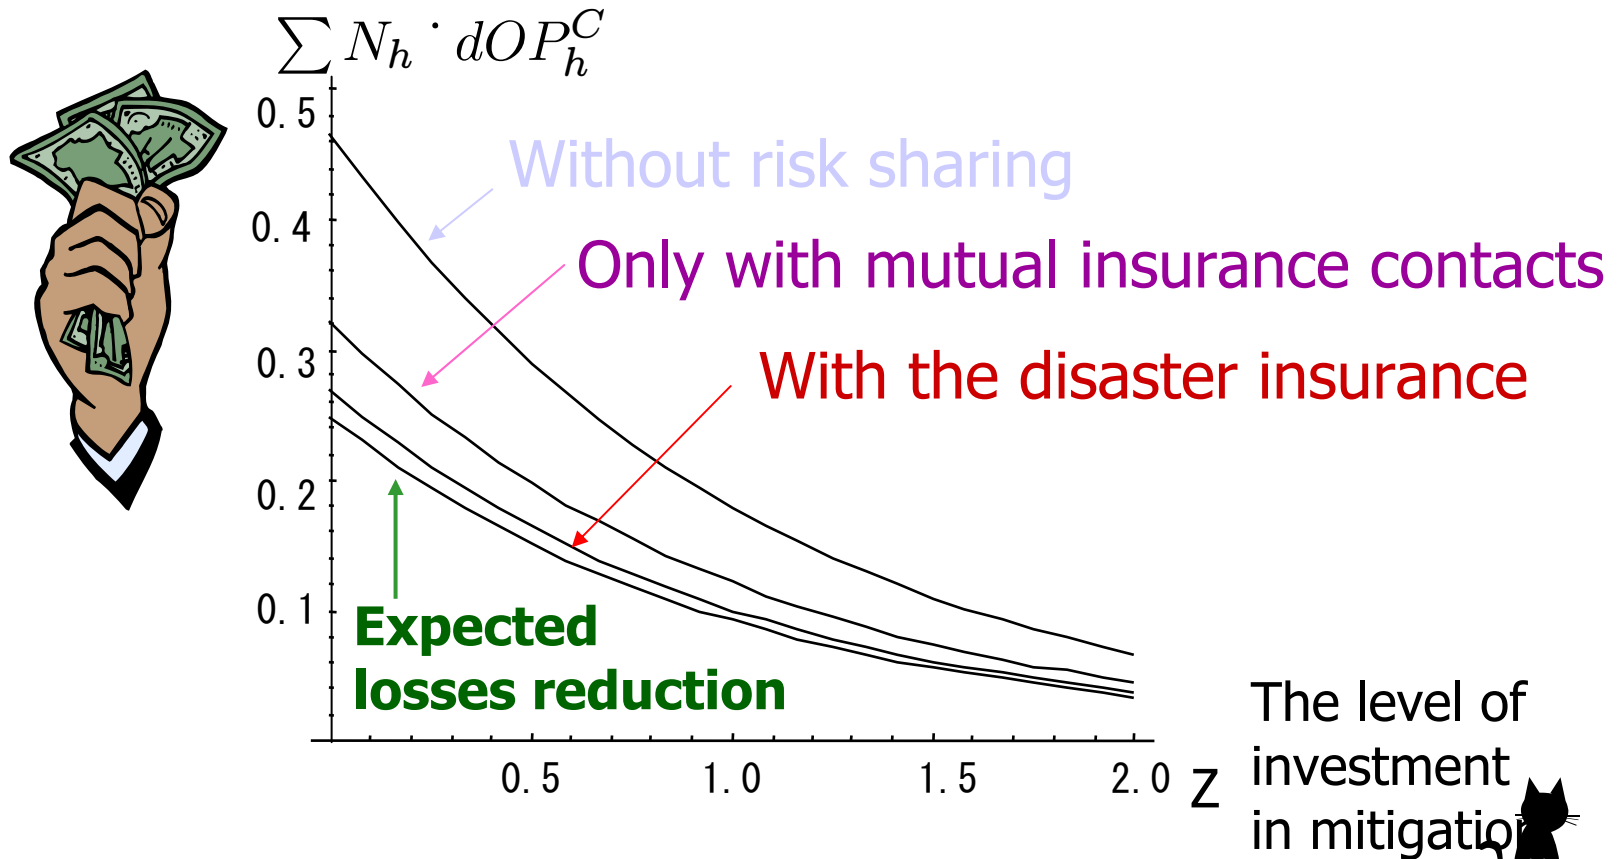 ∑ N_h · dOP_h^C
0.5
Without risk sharing
0.4
Only with mutual insurance contacts
0.3
With the disaster insurance
0.2
0.1
Expected
losses reduction
0.5 1.0 1.5 2.0 Z
The level of
investment
in mitigation